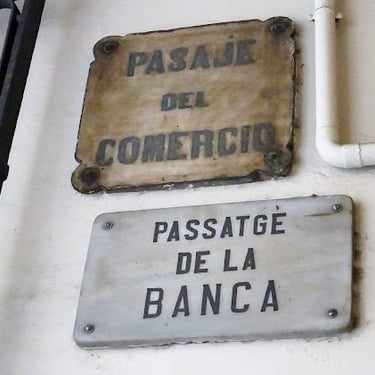 PASAJE
DEL
COMERCIO
PASSATGE
DE LA
BANCA